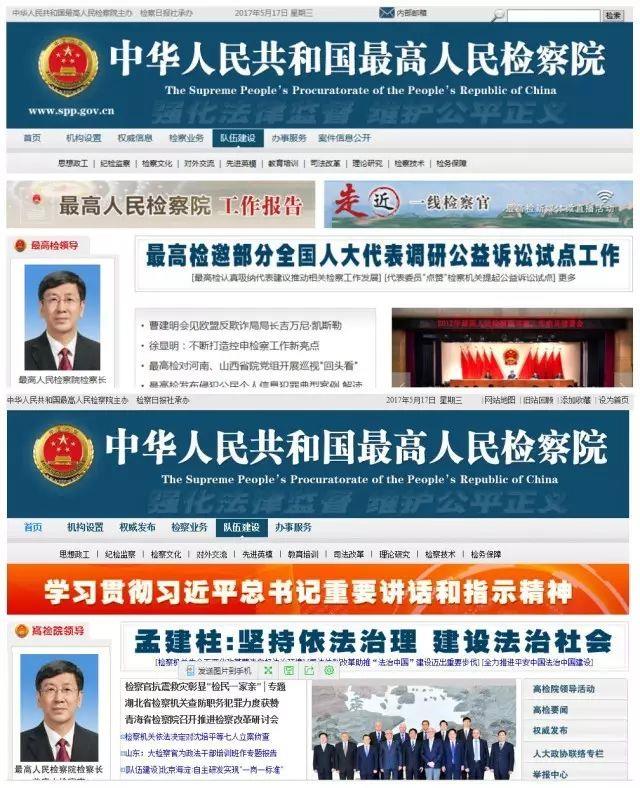 中华人民共和国最高人民检察院主办 检察日报社承办 2017年5月17日 星期三 内部邮箱 检索
中华人民共和国最高人民检察院
The Supreme People's Procuratorate of the People's Republic of China
www.spp.gov.cn
强化法律监督 维护公平正义
首页 机构设置 权威信息 检察业务 队伍建设 办事服务 案件信息公开
思想政工 | 纪检监察 | 检察文化 | 对外交流 | 先进英模 | 教育培训 | 司法改革 | 理论研究 | 检察技术 | 检务保障
最高人民检察院 工作报告
走近 一线检察官
最高检领导
最高检邀部分全国人大代表调研公益诉讼试点工作
[最高检认真吸纳代表建议推动相关检察工作发展] [代表委员"点赞"检察机关提起公益诉讼试点] 更多
曹建明会见欧盟反欺诈局局长吉万尼·凯斯勒
徐显明：不断打造控申检察工作新亮点
最高检对河南、山西省院党组开展巡视"回头看"
最高检发布侵犯公民个人信息犯罪典型案例 解读
最高人民检察院检察长
中华人民共和国最高人民检察院主办 检察日报社承办 2017年5月17日 星期三 | 网站地图 | 旧站回顾 | 添加收藏 | 设为首页
中华人民共和国最高人民检察院
The Supreme People's Procuratorate of the People's Republic of China
强化法律监督 维护公平正义
首页 机构设置 权威发布 检察业务 队伍建设 办事服务
思想政工 | 纪检监察 | 检察文化 | 对外交流 | 先进英模 | 教育培训 | 司法改革 | 理论研究 | 检察技术 | 检务保障
学习贯彻习近平总书记重要讲话和指示精神
高检院领导
孟建柱:坚持依法治理 建设法治社会
改革助推"法治中国"建设迈出重要步伐] [全力推进平安中国法治中国建设]
发送图片到手机
检察官抗震救灾彰显"检民一家亲" | 专题
湖北省检察机关查防职务犯罪力度获赞
青海省检察院召开推进检察改革研讨会
检察机关依法决定对沈培平等七人立案侦查
山东：大检察官为政法干部培训班作专题报告
[队伍建设]北京海淀:自主研发实现"一岗一标准"
高检院领导活动
高检要闻
权威发布
人大政协联络专栏
举报中心
最高人民检察院检察长